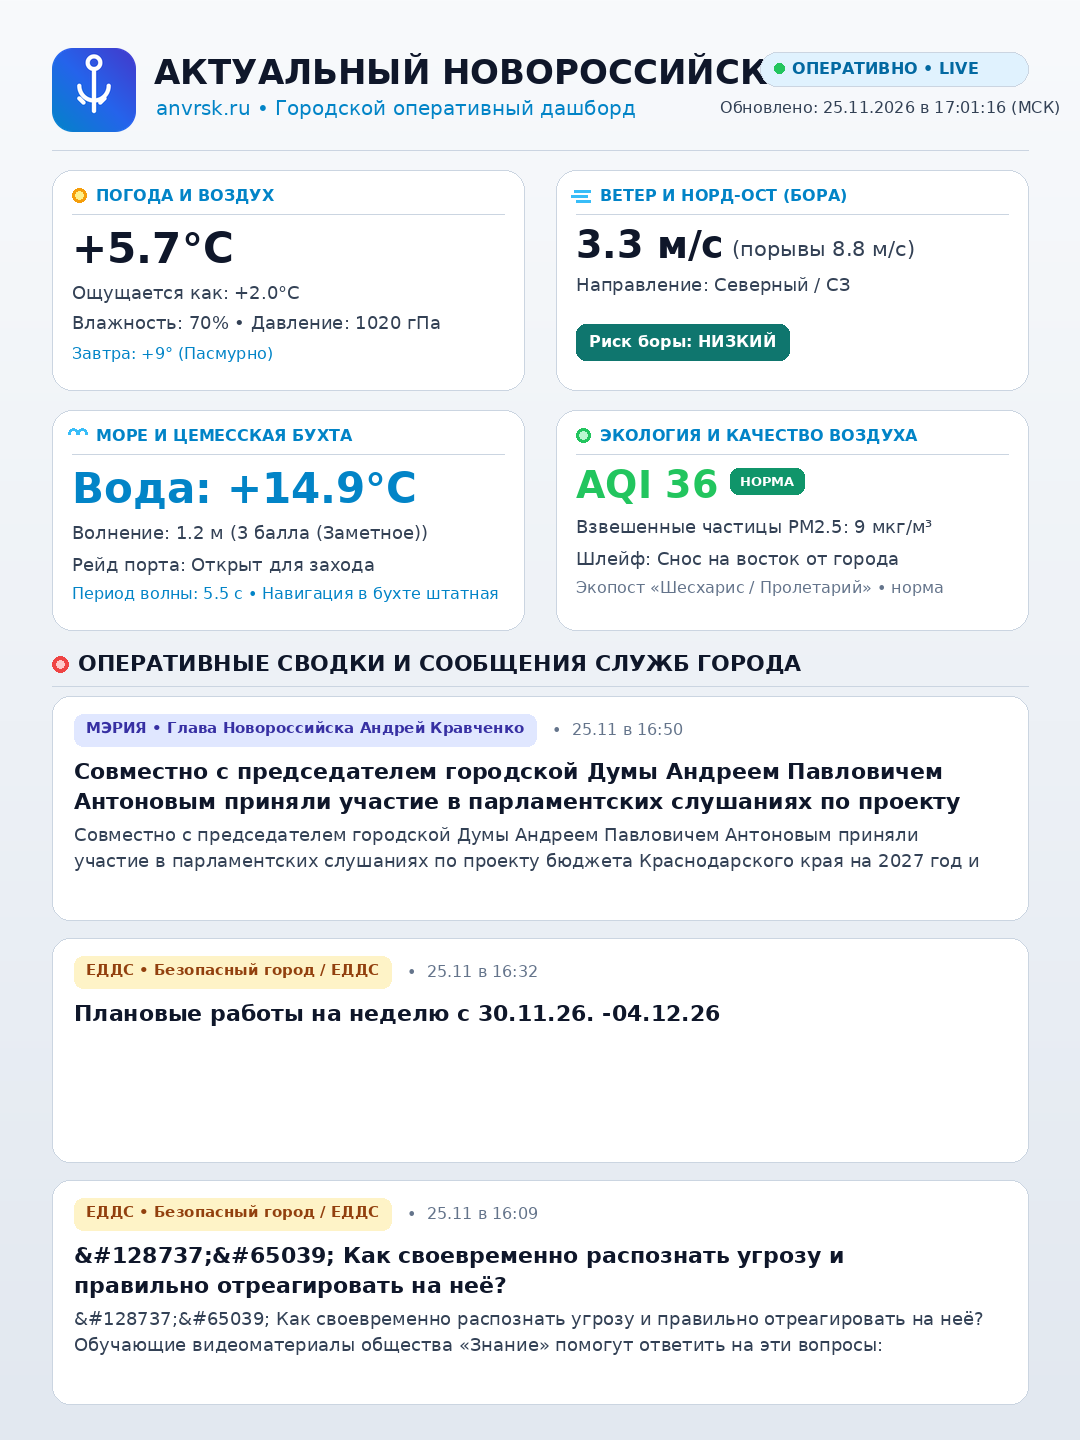 АКТУАЛЬНЫЙ НОВОРОССИЙСК
ОПЕРАТИВНО • LIVE
anvrsk.ru • Городской оперативный дашборд
Обновлено: 25.11.2026 в 17:01:16 (МСК)
ПОГОДА И ВОЗДУХ
+5.7°C
Ощущается как: +2.0°C
Влажность: 70% • Давление: 1020 гПа
Завтра: +9° (Пасмурно)
ВЕТЕР И НОРД-ОСТ (БОРА)
3.3 м/с (порывы 8.8 м/с)
Направление: Северный / СЗ
Риск боры: НИЗКИЙ
МОРЕ И ЦЕМЕССКАЯ БУХТА
Вода: +14.9°C
Волнение: 1.2 м (3 балла (Заметное))
Рейд порта: Открыт для захода
Период волны: 5.5 с • Навигация в бухте штатная
ЭКОЛОГИЯ И КАЧЕСТВО ВОЗДУХА
AQI 36 НОРМА
Взвешенные частицы PM2.5: 9 мкг/м³
Шлейф: Снос на восток от города
Экопост «Шесхарис / Пролетарий» • норма
ОПЕРАТИВНЫЕ СВОДКИ И СООБЩЕНИЯ СЛУЖБ ГОРОДА
МЭРИЯ • Глава Новороссийска Андрей Кравченко • 25.11 в 16:50
Совместно с председателем городской Думы Андреем Павловичем
Антоновым приняли участие в парламентских слушаниях по проекту
Совместно с председателем городской Думы Андреем Павловичем Антоновым приняли
участие в парламентских слушаниях по проекту бюджета Краснодарского края на 2027 год и
ЕДДС • Безопасный город / ЕДДС • 25.11 в 16:32
Плановые работы на неделю с 30.11.26. -04.12.26
ЕДДС • Безопасный город / ЕДДС • 25.11 в 16:09
&#128737;&#65039; Как своевременно распознать угрозу и
правильно отреагировать на неё?
&#128737;&#65039; Как своевременно распознать угрозу и правильно отреагировать на неё?
Обучающие видеоматериалы общества «Знание» помогут ответить на эти вопросы: